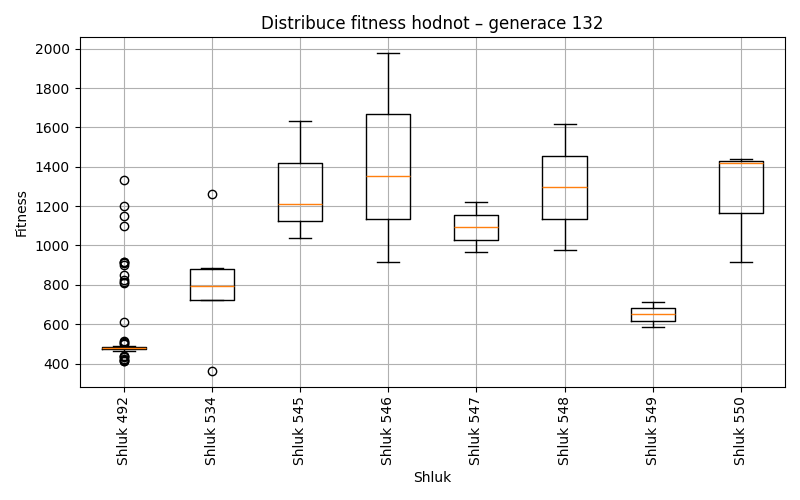 Distribuce fitness hodnot – generace 132
Fitness
2000
1800
1600
1400
1200
1000
800
600
400
Shluk 492
Shluk 534
Shluk 545
Shluk 546
Shluk 547
Shluk 548
Shluk 549
Shluk 550
Shluk